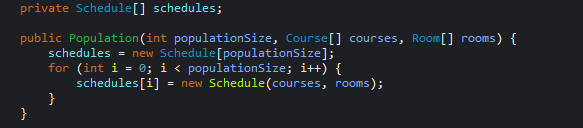 private Schedule[] schedules;
public Population(int populationSize, Course[] courses, Room[] rooms) {
schedules = new Schedule[populationSize];
for (int i = 0; i < populationSize; i++) {
schedules[i] = new Schedule(courses, rooms);
}
}